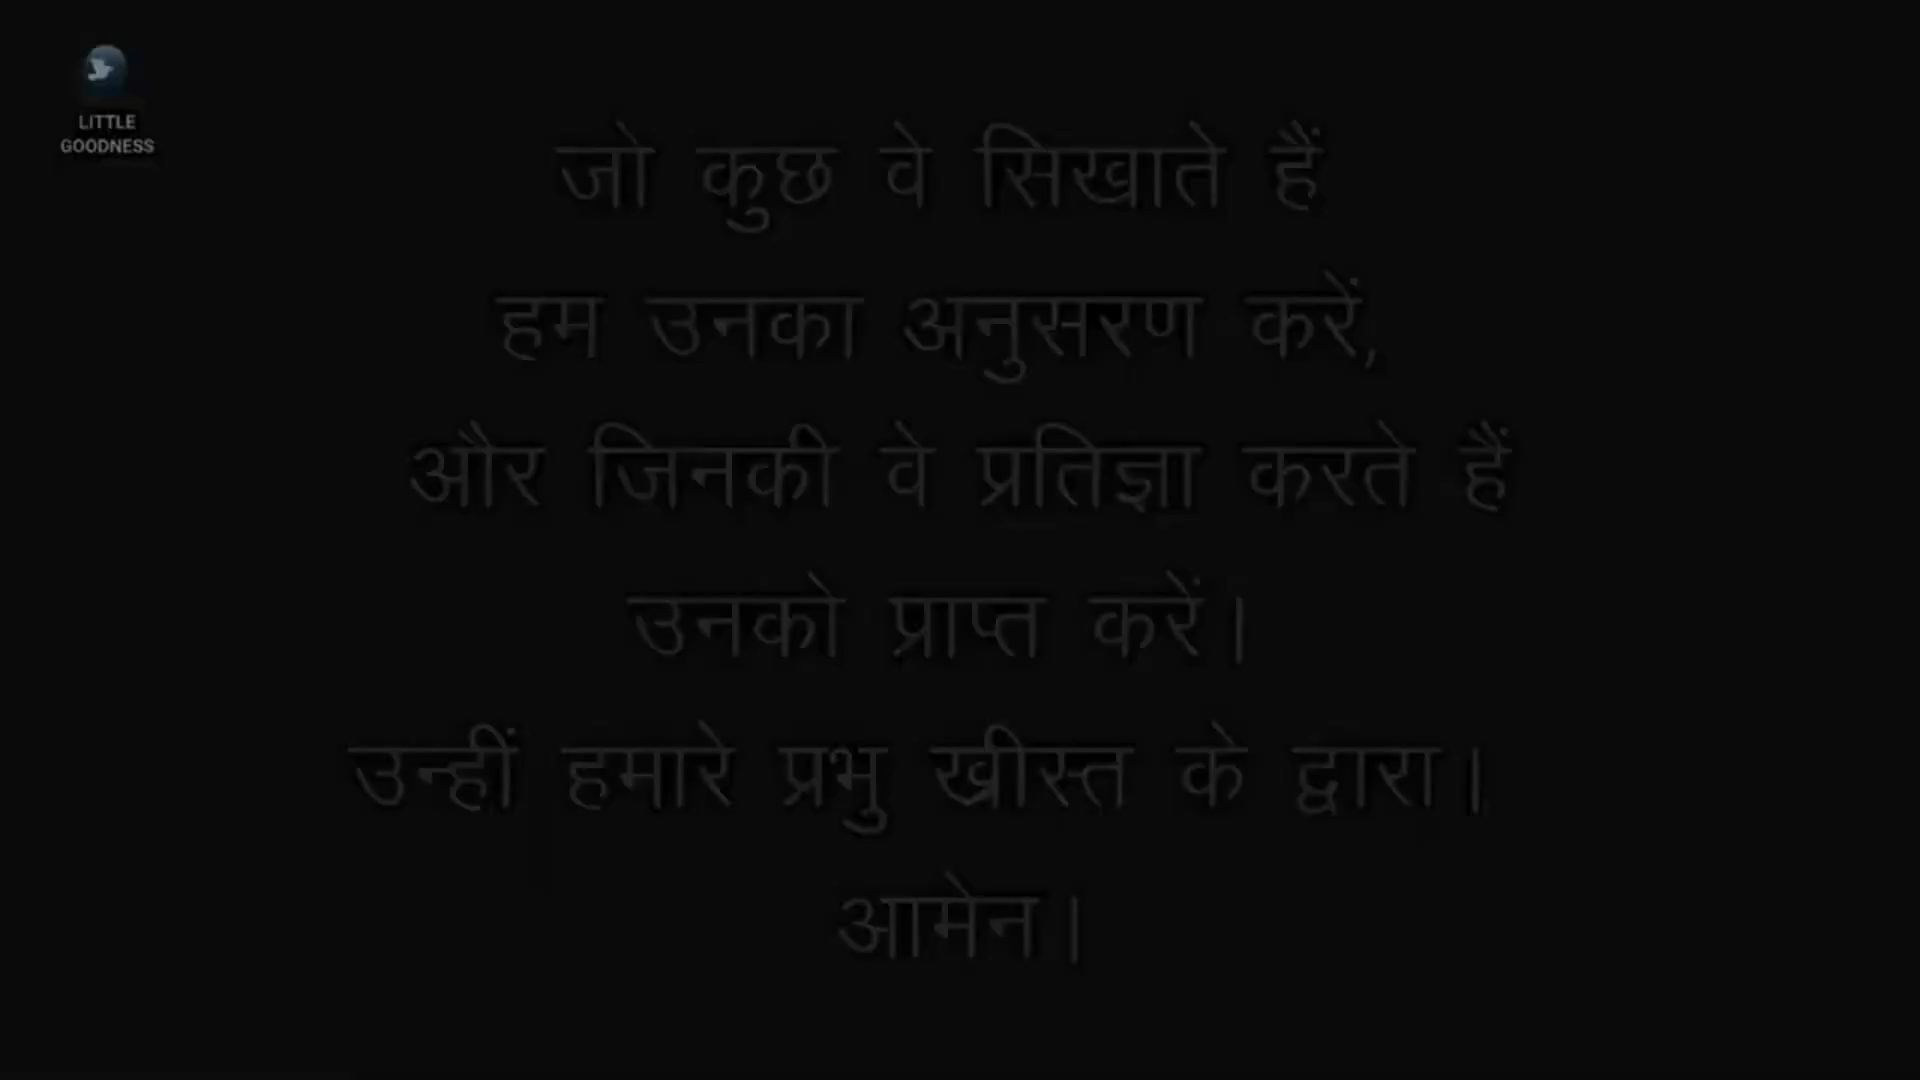 LITTLE
GOODNESS
जो कुछ वे सिखाते हैं
हम उनका अनुसरण करें,
और जिनकी वे प्रतिज्ञा करते हैं
उनको प्राप्त करें।
उन्हीं हमारे प्रभु ख्रीस्त के द्वारा।
आमेन।